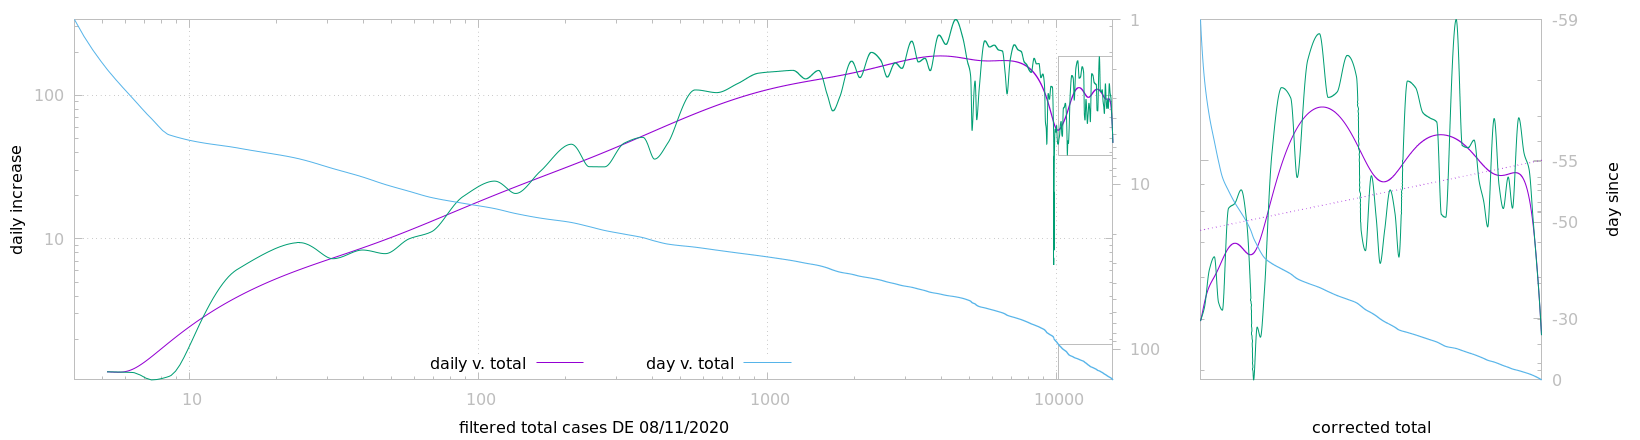 daily increase
100
10
10
100
1000
10000
filtered total cases DE 08/11/2020
daily v. total
day v. total
1
10
100
-59
-55
-50
-30
0
day since
corrected total